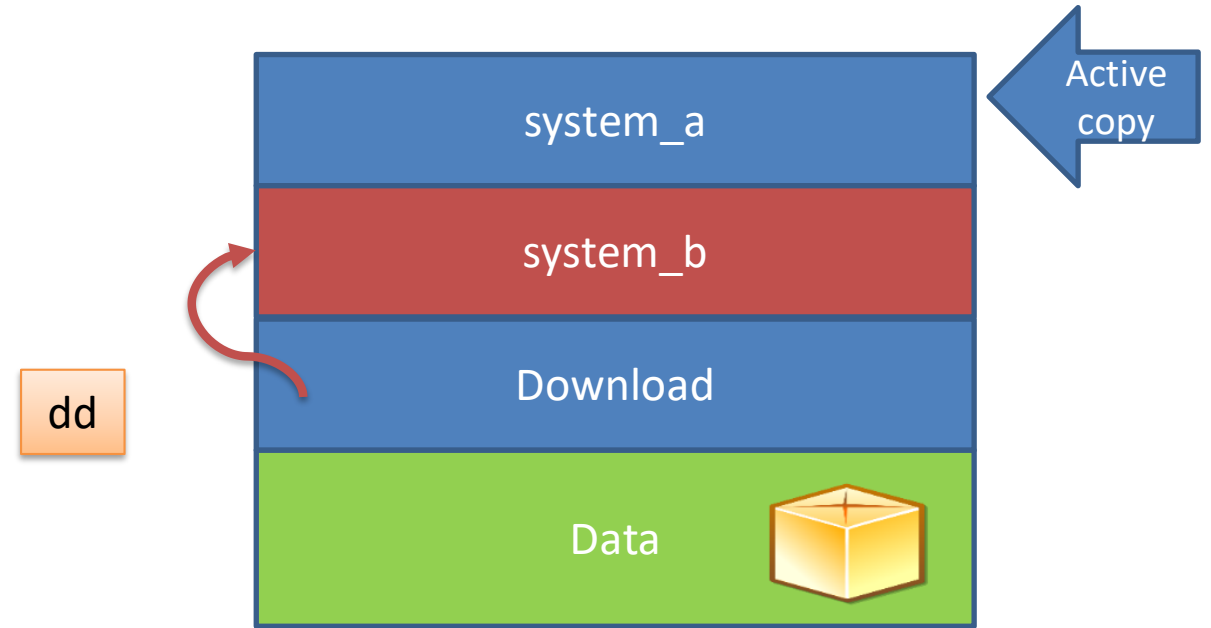 system_a
Active
copy
system_b
Download
dd
Data